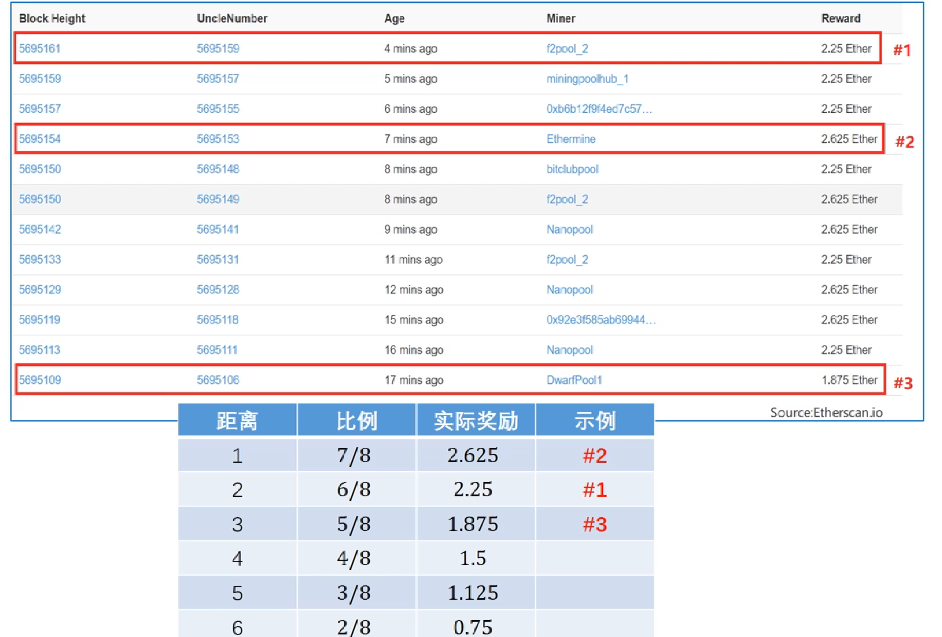 Block Height UncleNumber Age Miner Reward
5695161 5695159 4 mins ago f2pool_2 2.25 Ether #1
5695159 5695157 5 mins ago miningpoolhub_1 2.25 Ether
5695157 5695155 6 mins ago 0xb6b12f9f4ed7c57... 2.25 Ether
5695154 5695153 7 mins ago Ethermine 2.625 Ether #2
5695150 5695148 8 mins ago bitclubpool 2.25 Ether
5695150 5695149 8 mins ago f2pool_2 2.625 Ether
5695142 5695141 9 mins ago Nanopool 2.625 Ether
5695133 5695131 11 mins ago f2pool_2 2.25 Ether
5695129 5695128 12 mins ago Nanopool 2.625 Ether
5695119 5695118 15 mins ago 0x92e3f585ab69944... 2.625 Ether
5695113 5695111 16 mins ago Nanopool 2.25 Ether
5695109 5695106 17 mins ago DwarfPool1 1.875 Ether #3
Source:Etherscan.io
距离 比例 实际奖励 示例
1 7/8 2.625 #2
2 6/8 2.25 #1
3 5/8 1.875 #3
4 4/8 1.5
5 3/8 1.125
6 2/8 0.75